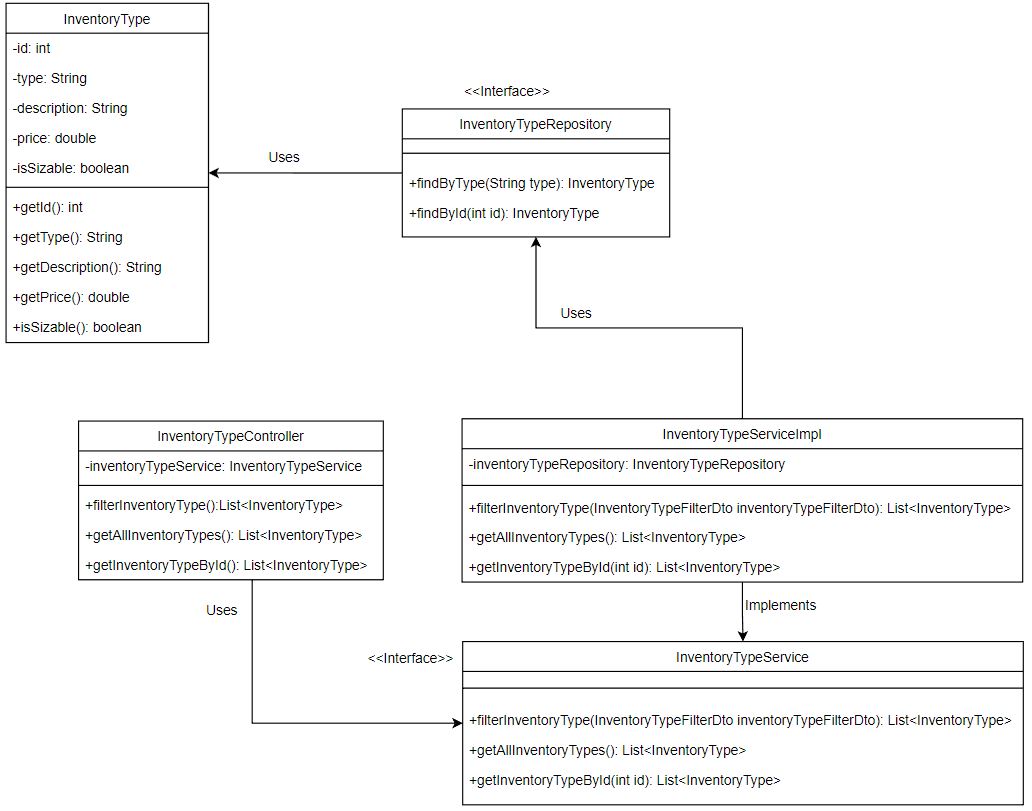 InventoryType
-id: int
-type: String
-description: String
-price: double
-isSizable: boolean
+getId(): int
+getType(): String
+getDescription(): String
+getPrice(): double
+isSizable(): boolean
Uses
<<Interface>>
InventoryTypeRepository
+findByType(String type): InventoryType
+findById(int id): InventoryType
Uses
InventoryTypeController
-inventoryTypeService: InventoryTypeService
+filterInventoryType():List<InventoryType>
+getAllInventoryTypes(): List<InventoryType>
+getInventoryTypeById(): List<InventoryType>
Uses
InventoryTypeServiceImpl
-inventoryTypeRepository: InventoryTypeRepository
+filterInventoryType(InventoryTypeFilterDto inventoryTypeFilterDto): List<InventoryType>
+getAllInventoryTypes(): List<InventoryType>
+getInventoryTypeById(int id): List<InventoryType>
Implements
<<Interface>>
InventoryTypeService
+filterInventoryType(InventoryTypeFilterDto inventoryTypeFilterDto): List<InventoryType>
+getAllInventoryTypes(): List<InventoryType>
+getInventoryTypeById(int id): List<InventoryType>